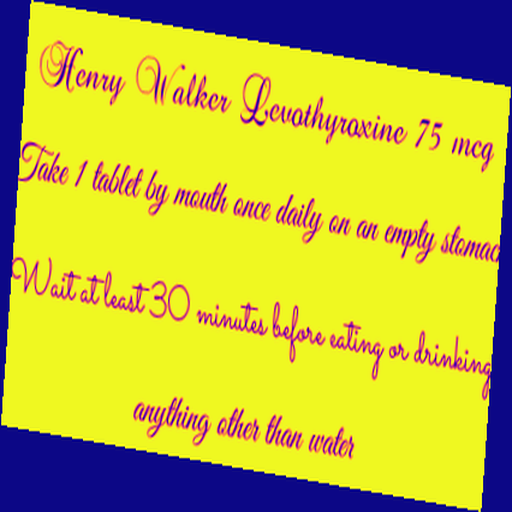 Henry Walker Levothyroxine 75 mcg
Take 1 tablet by mouth once daily on an empty stomac
Wait at least 30 minutes before eating or drinking
anything other than water